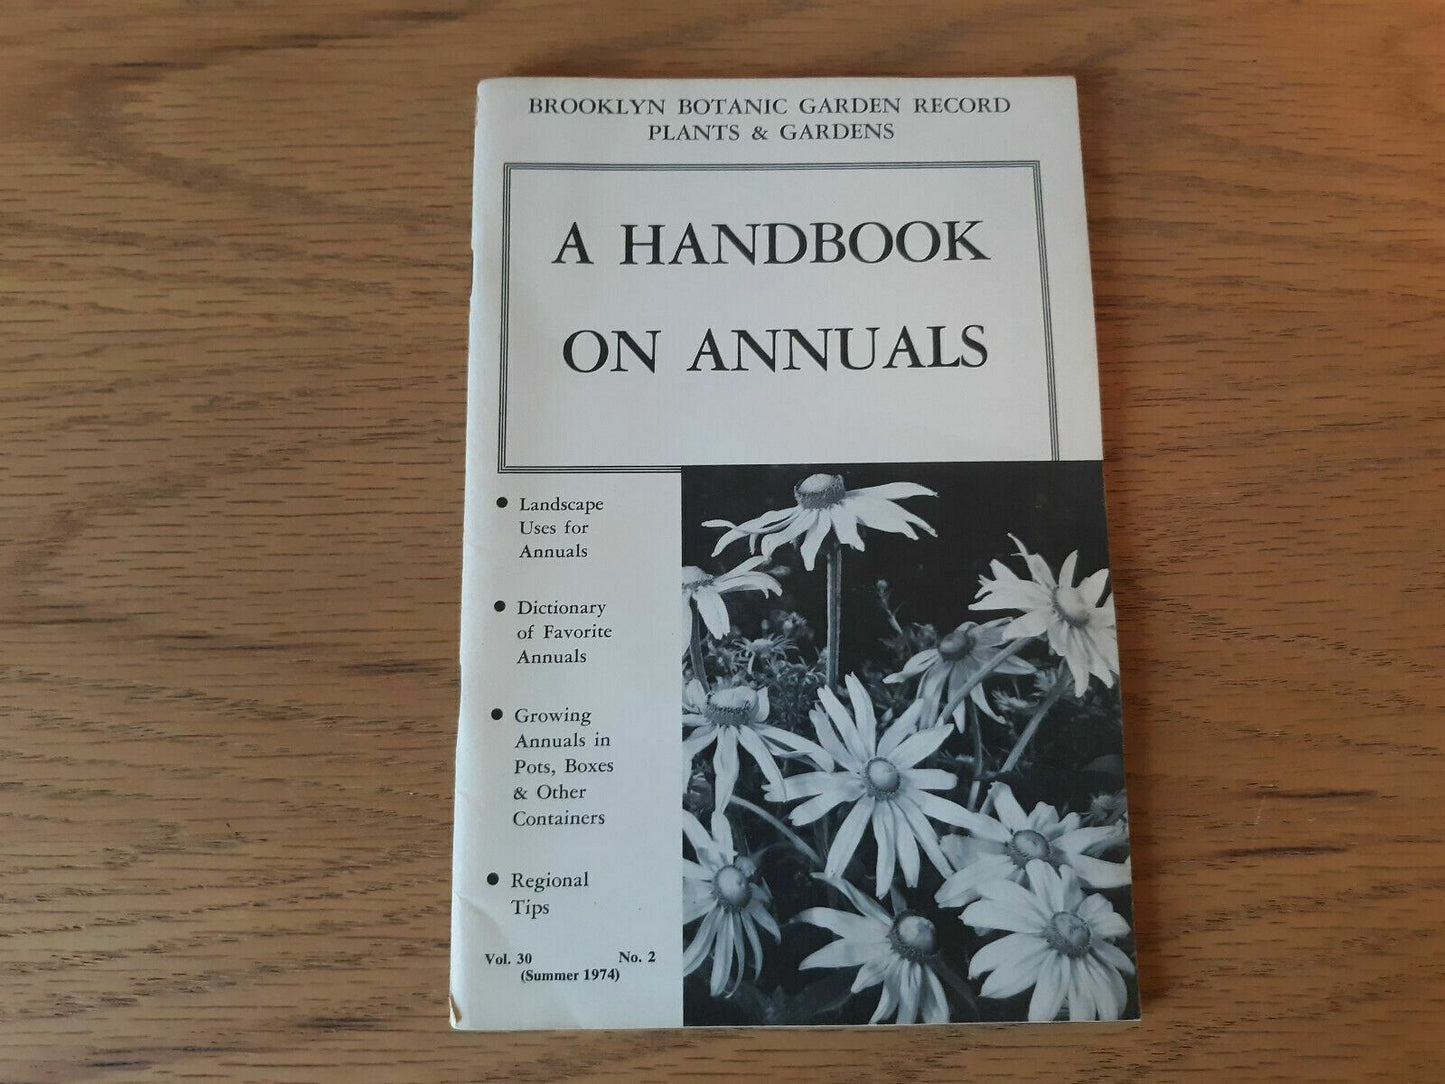 BROOKLYN BOTANIC GARDEN RECORD
PLANTS & GARDENS
A HANDBOOK
ON ANNUALS
● Landscape
Uses for
Annuals
● Dictionary
of Favorite
Annuals
● Growing
Annuals in
Pots, Boxes
& Other
Containers
● Regional
Tips
Vol. 30 No. 2
(Summer 1974)